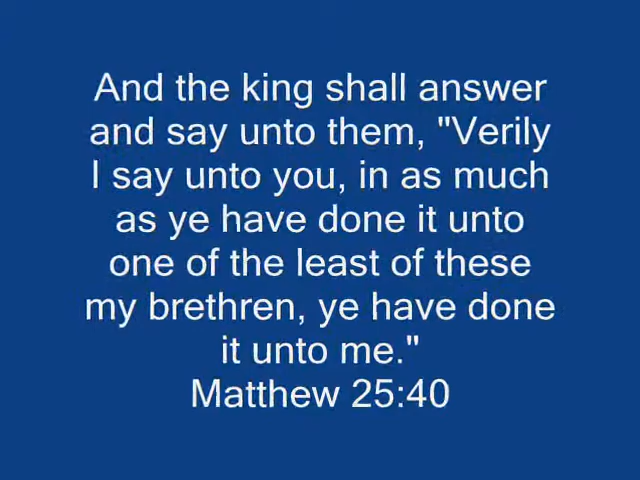 And the king shall answer
and say unto them, "Verily
I say unto you, in as much
as ye have done it unto
one of the least of these
my brethren, ye have done
it unto me."
Matthew 25:40